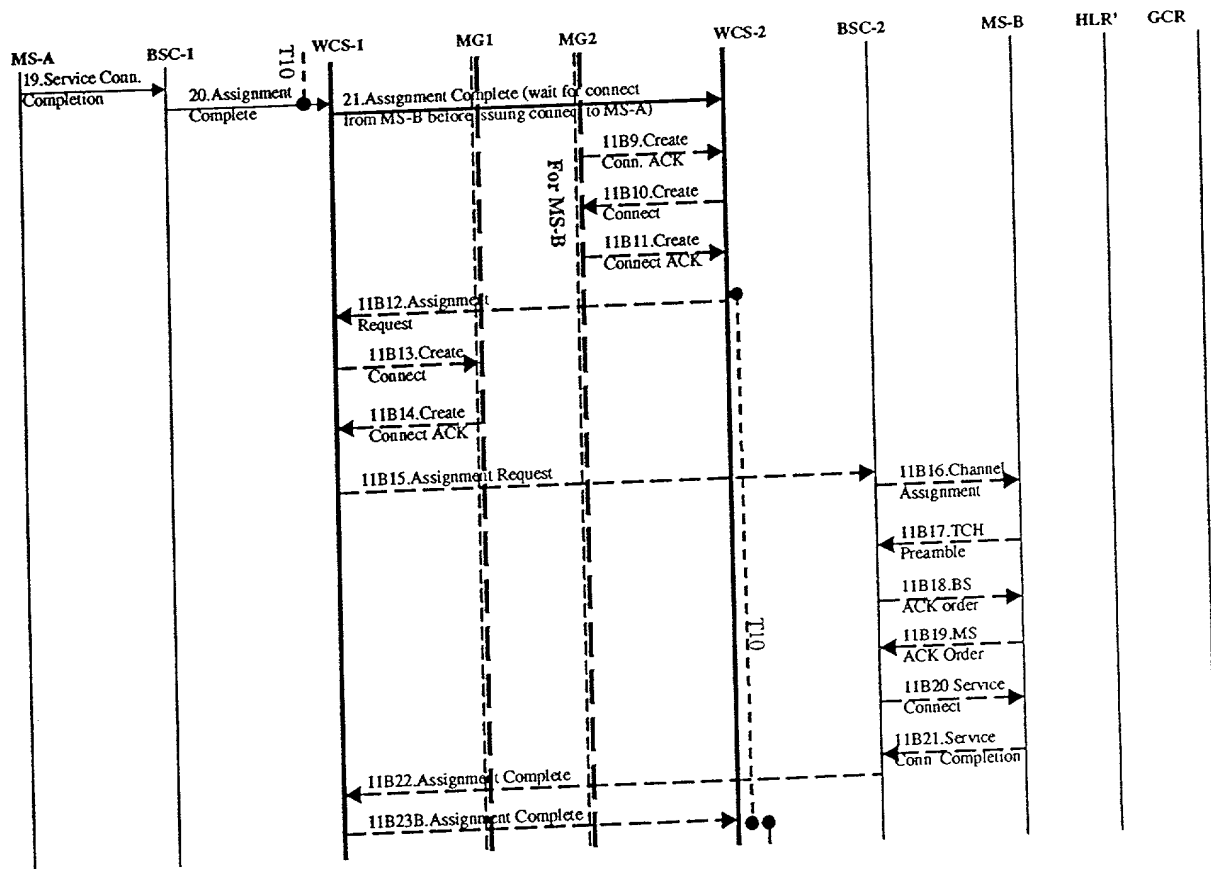 MS-A
BSC-1
T10
WCS-1
MG1
MG2
WCS-2
BSC-2
MS-B
HLR'
GCR
19.Service Conn.
Completion
20.Assignment
Complete
21.Assignment Complete (wait for connect
from MS-B before issuing connect to MS-A)
For MS-B
11B9.Create
Conn. ACK
11B10.Create
Connect
11B11.Create
Connect ACK
11B12.Assignment
Request
11B13.Create
Connect
11B14.Create
Connect ACK
11B15.Assignment Request
11B16.Channel
Assignment
11B17.TCH
Preamble
11B18.BS
ACK order
T10
11B19.MS
ACK Order
11B20 Service
Connect
11B21.Service
Conn Completion
11B22.Assignment Complete
11B23B.Assignment Complete